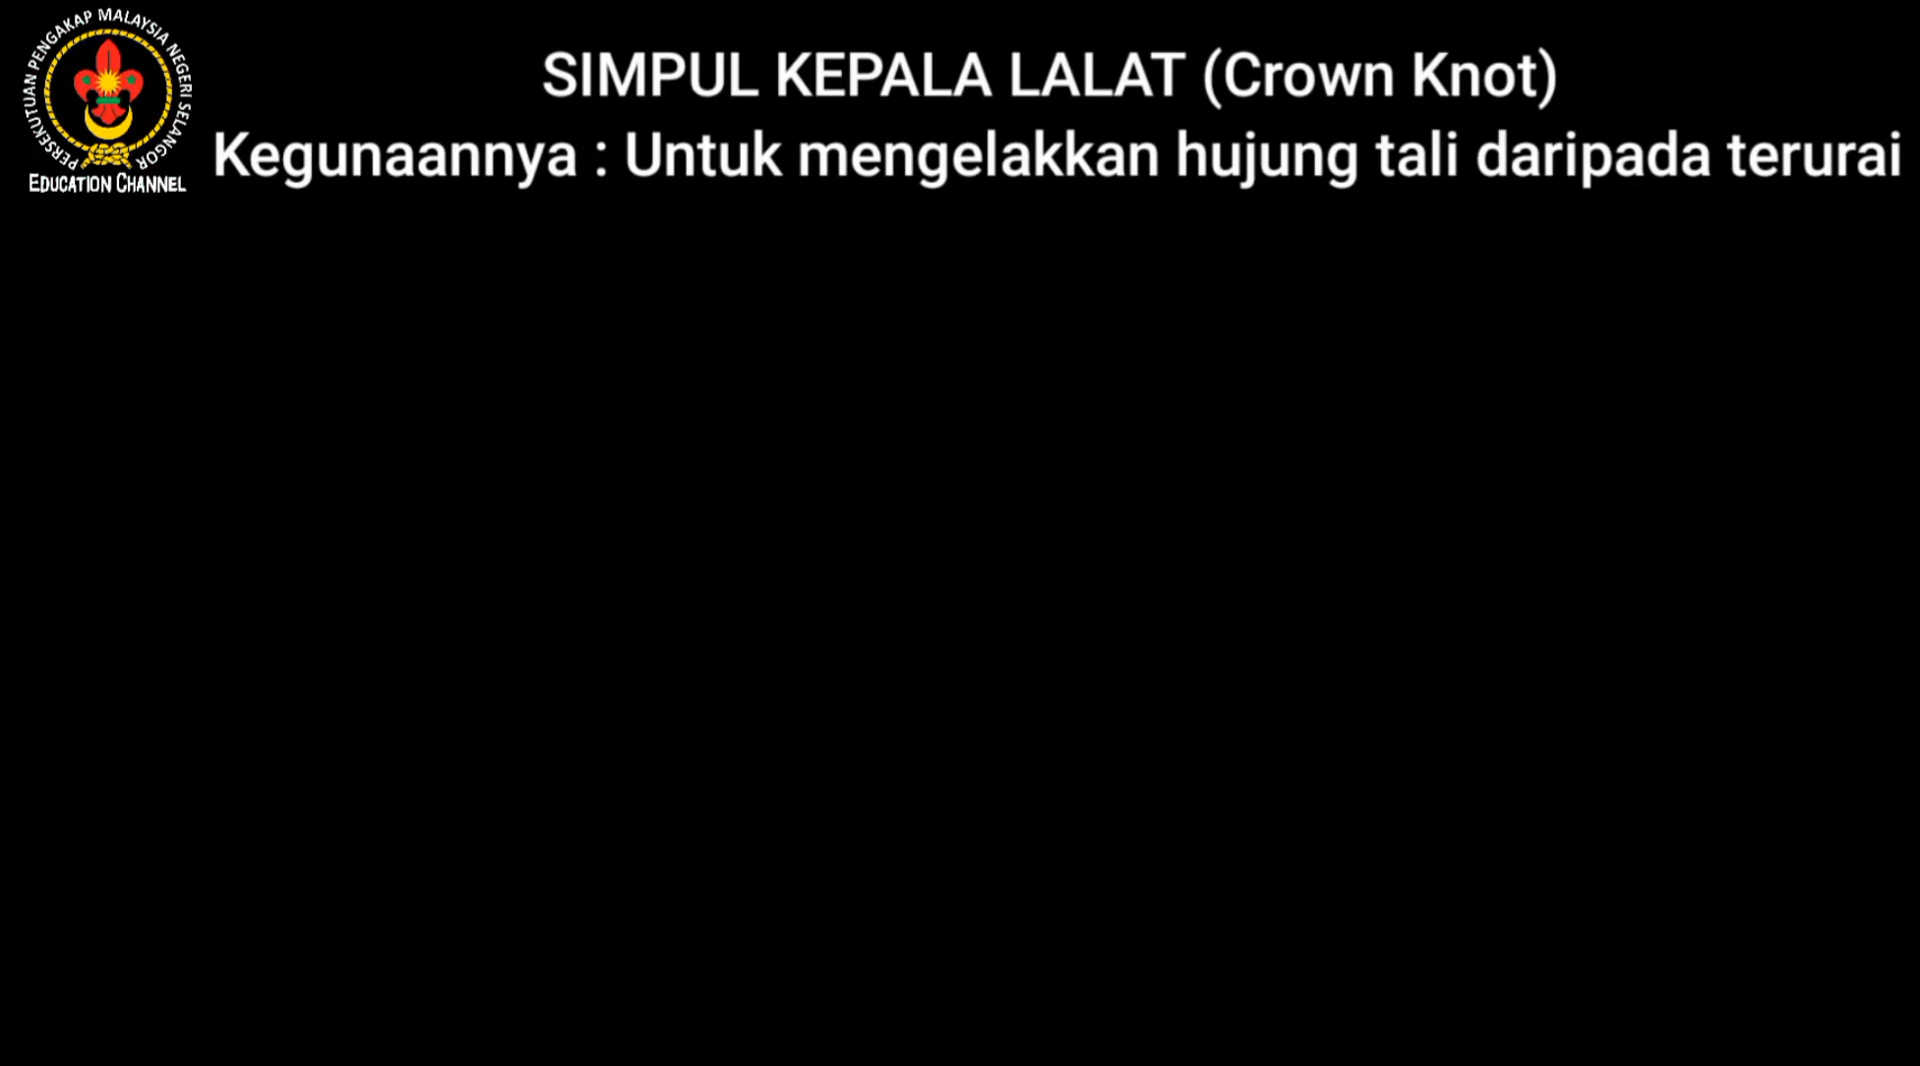 PERSEKUTUAN PENGAKAP MALAYSIA NEGERI SELANGOR
EDUCATION CHANNEL
SIMPUL KEPALA LALAT (Crown Knot)
Kegunaannya : Untuk mengelakkan hujung tali daripada terurai